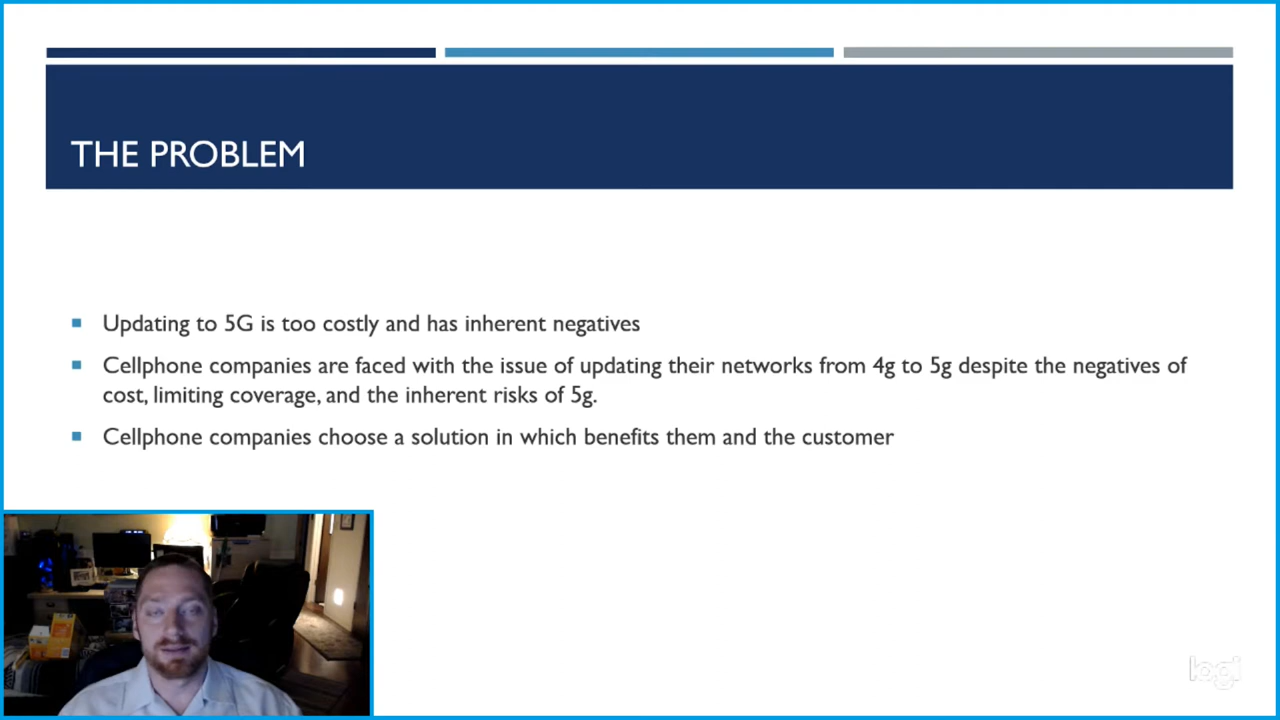 THE PROBLEM
Updating to 5G is too costly and has inherent negatives
Cellphone companies are faced with the issue of updating their networks from 4g to 5g despite the negatives of
cost, limiting coverage, and the inherent risks of 5g.
Cellphone companies choose a solution in which benefits them and the customer
logi